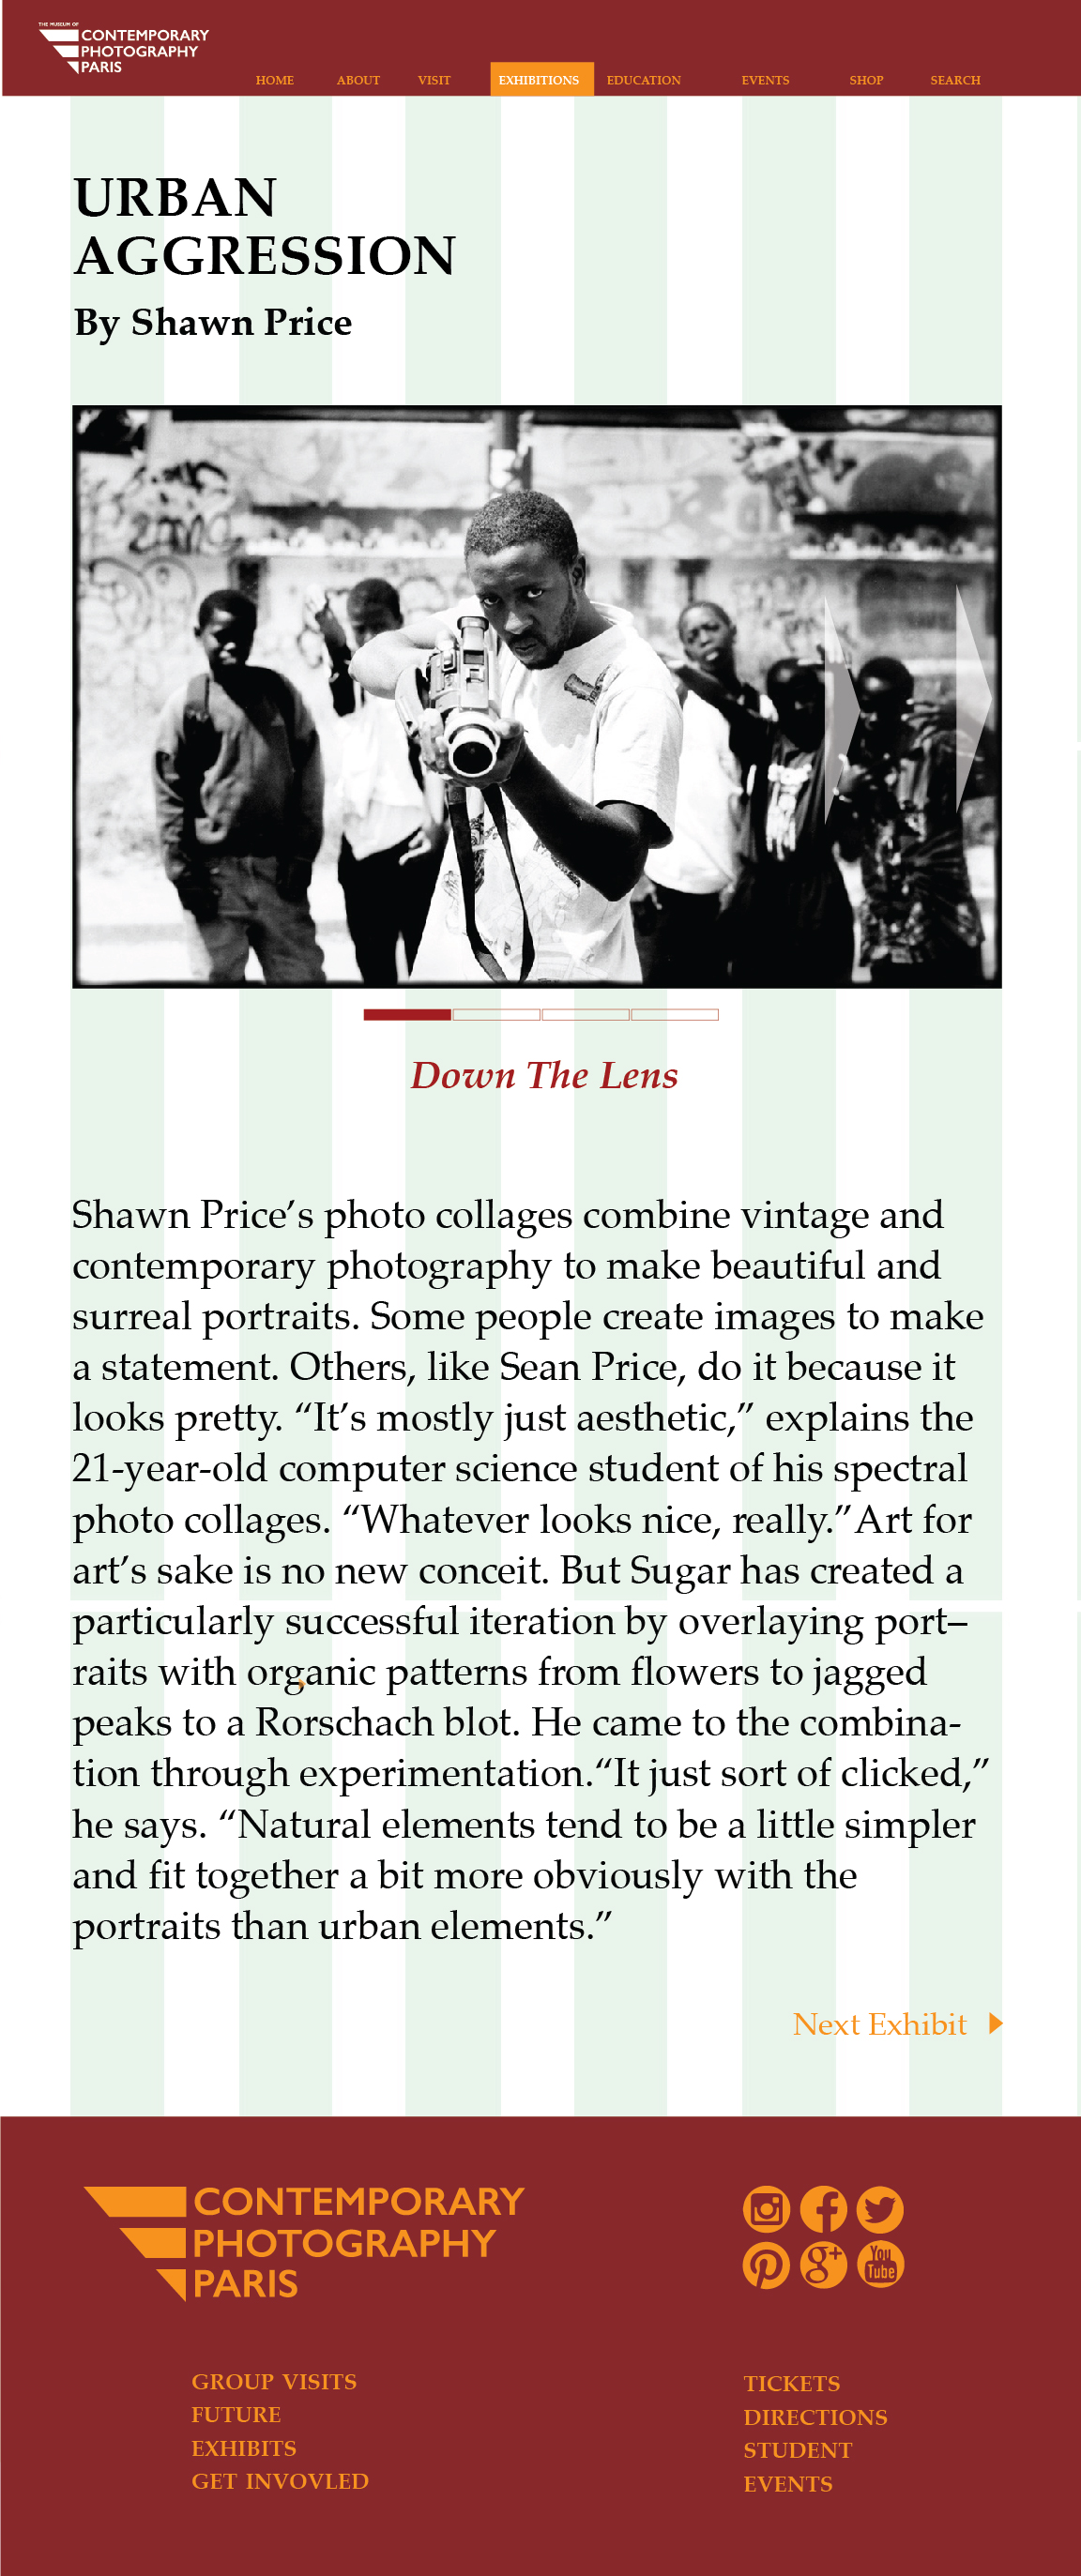 THE MUSEUM OF
CONTEMPORARY
PHOTOGRAPHY
PARIS
HOME ABOUT VISIT EXHIBITIONS EDUCATION EVENTS SHOP SEARCH
URBAN
AGGRESSION
By Shawn Price
Down The Lens
Shawn Price’s photo collages combine vintage and
contemporary photography to make beautiful and
surreal portraits. Some people create images to make
a statement. Others, like Sean Price, do it because it
looks pretty. “It’s mostly just aesthetic,” explains the
21-year-old computer science student of his spectral
photo collages. “Whatever looks nice, really.”Art for
art’s sake is no new conceit. But Sugar has created a
particularly successful iteration by overlaying port–
raits with organic patterns from flowers to jagged
peaks to a Rorschach blot. He came to the combina-
tion through experimentation.“It just sort of clicked,”
he says. “Natural elements tend to be a little simpler
and fit together a bit more obviously with the
portraits than urban elements.”
Next Exhibit
CONTEMPORARY
PHOTOGRAPHY
PARIS
g+
You
Tube
GROUP VISITS
FUTURE
EXHIBITS
GET INVOVLED
TICKETS
DIRECTIONS
STUDENT
EVENTS